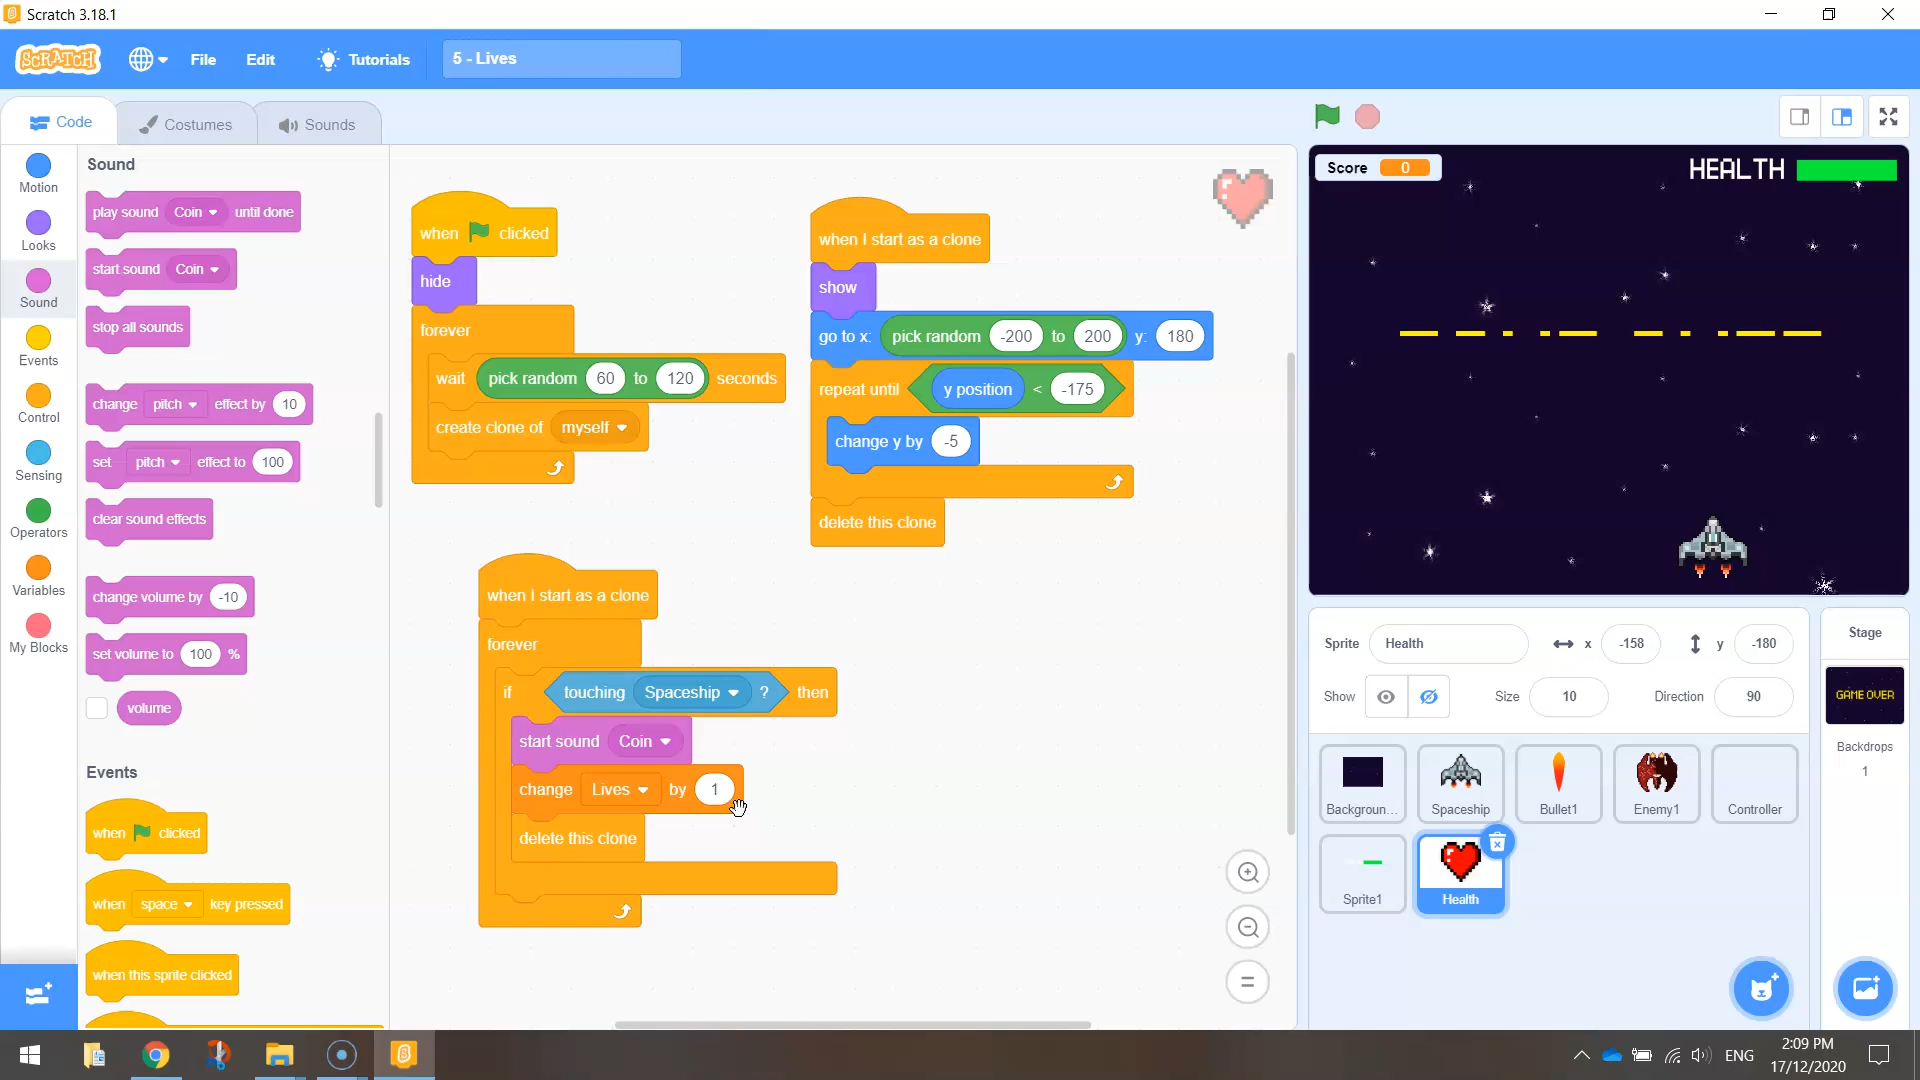 Scratch 3.18.1
SCRATCH
File
Edit
Tutorials
5 - Lives
Code
Costumes
Sounds
Motion
Looks
Sound
Events
Control
Sensing
Operators
Variables
My Blocks
Sound
play sound Coin until done
start sound Coin
stop all sounds
change pitch effect by 10
set pitch effect to 100
clear sound effects
change volume by -10
set volume to 100 %
volume
Events
when clicked
when space key pressed
when this sprite clicked
when clicked
hide
forever
wait pick random 60 to 120 seconds
create clone of myself
when I start as a clone
show
go to x: pick random -200 to 200 y: 180
repeat until y position < -175
change y by -5
delete this clone
when I start as a clone
forever
if touching Spaceship ? then
start sound Coin
change Lives by 1
delete this clone
Score 0
HEALTH
Sprite Health x -158 y -180
Show Size 10 Direction 90
Backgroun...
Spaceship
Bullet1
Enemy1
Controller
Sprite1
Health
Stage
GAME OVER
Backdrops
1
ENG
2:09 PM
17/12/2020